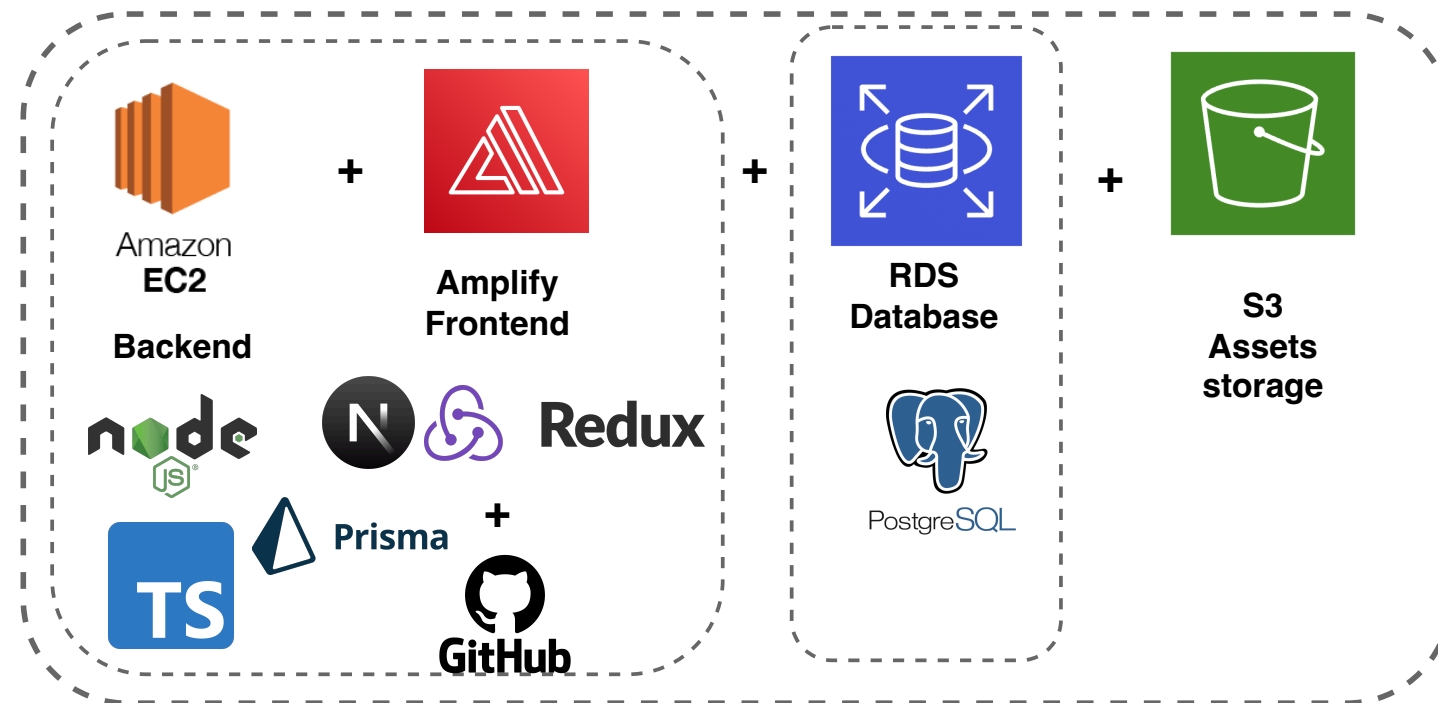 Amazon
EC2
Backend
node
JS
®
TS
Prisma
+
Amplify
Frontend
N
Redux
+
GitHub
+
RDS
Database
PostgreSQL
+
S3
Assets
storage